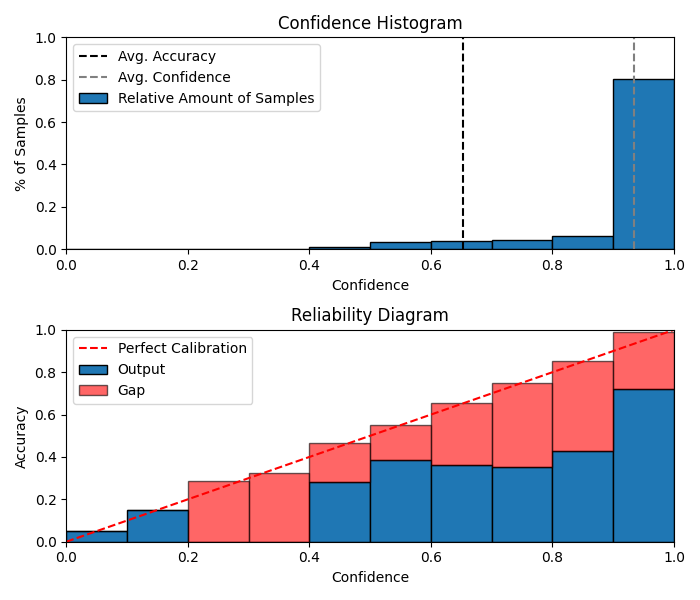 Confidence Histogram
1.0
0.8
0.6
0.4
0.2
0.0
% of Samples
Avg. Accuracy
Avg. Confidence
Relative Amount of Samples
0.0 0.2 0.4 0.6 0.8 1.0
Confidence
Reliability Diagram
1.0
0.8
0.6
0.4
0.2
0.0
Accuracy
Perfect Calibration
Output
Gap
0.0 0.2 0.4 0.6 0.8 1.0
Confidence